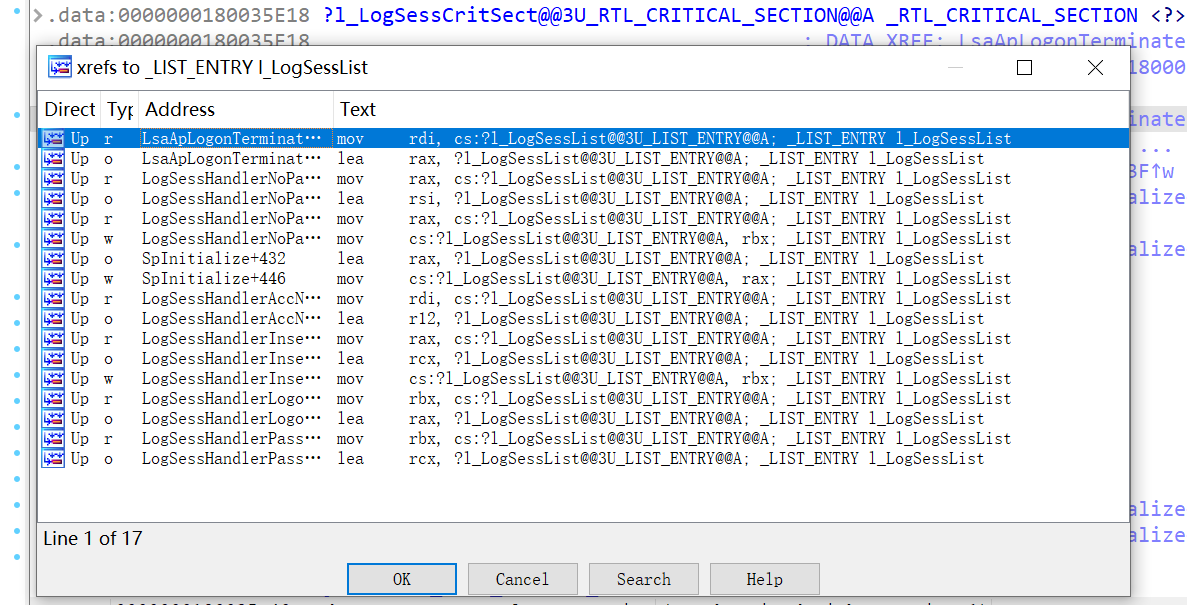 .data:0000000180035E18 ?l_LogSessCritSect@@3U_RTL_CRITICAL_SECTION@@A _RTL_CRITICAL_SECTION <?>
.data:0000000180035E18 ; DATA XREF: LsaApLogonTerminate
xrefs to _LIST_ENTRY l_LogSessList
18000
Direct Typ Address Text
Up r LsaApLogonTerminat… mov rdi, cs:?l_LogSessList@@3U_LIST_ENTRY@@A; _LIST_ENTRY l_LogSessList
inate
Up o LsaApLogonTerminat… lea rax, ?l_LogSessList@@3U_LIST_ENTRY@@A; _LIST_ENTRY l_LogSessList
...
Up r LogSessHandlerNoPa… mov rax, cs:?l_LogSessList@@3U_LIST_ENTRY@@A; _LIST_ENTRY l_LogSessList
3F↑w
Up o LogSessHandlerNoPa… lea rsi, ?l_LogSessList@@3U_LIST_ENTRY@@A; _LIST_ENTRY l_LogSessList
alize
Up r LogSessHandlerNoPa… mov rax, cs:?l_LogSessList@@3U_LIST_ENTRY@@A; _LIST_ENTRY l_LogSessList
Up w LogSessHandlerNoPa… mov cs:?l_LogSessList@@3U_LIST_ENTRY@@A, rbx; _LIST_ENTRY l_LogSessList
alize
Up o SpInitialize+432 lea rax, ?l_LogSessList@@3U_LIST_ENTRY@@A; _LIST_ENTRY l_LogSessList
Up w SpInitialize+446 mov cs:?l_LogSessList@@3U_LIST_ENTRY@@A, rax; _LIST_ENTRY l_LogSessList
Up r LogSessHandlerAccN… mov rdi, cs:?l_LogSessList@@3U_LIST_ENTRY@@A; _LIST_ENTRY l_LogSessList
Up o LogSessHandlerAccN… lea r12, ?l_LogSessList@@3U_LIST_ENTRY@@A; _LIST_ENTRY l_LogSessList
Up r LogSessHandlerInse… mov rax, cs:?l_LogSessList@@3U_LIST_ENTRY@@A; _LIST_ENTRY l_LogSessList
Up o LogSessHandlerInse… lea rcx, ?l_LogSessList@@3U_LIST_ENTRY@@A; _LIST_ENTRY l_LogSessList
Up w LogSessHandlerInse… mov cs:?l_LogSessList@@3U_LIST_ENTRY@@A, rbx; _LIST_ENTRY l_LogSessList
Up r LogSessHandlerLogo… mov rbx, cs:?l_LogSessList@@3U_LIST_ENTRY@@A; _LIST_ENTRY l_LogSessList
Up o LogSessHandlerLogo… lea rax, ?l_LogSessList@@3U_LIST_ENTRY@@A; _LIST_ENTRY l_LogSessList
Up r LogSessHandlerPass… mov rbx, cs:?l_LogSessList@@3U_LIST_ENTRY@@A; _LIST_ENTRY l_LogSessList
Up o LogSessHandlerPass… lea rcx, ?l_LogSessList@@3U_LIST_ENTRY@@A; _LIST_ENTRY l_LogSessList
alize
Line 1 of 17
alize
OK Cancel Search Help